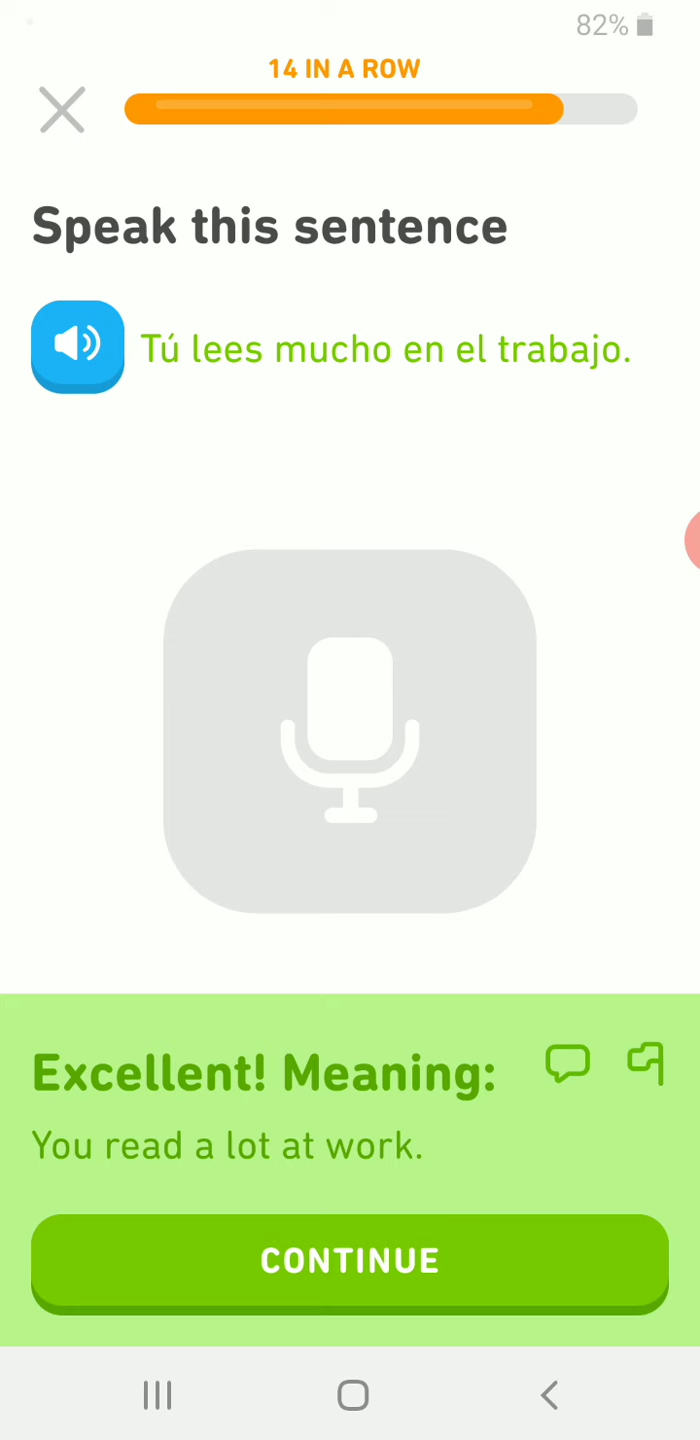 82%
14 IN A ROW
Speak this sentence
Tú lees mucho en el trabajo.
Excellent! Meaning:
You read a lot at work.
CONTINUE